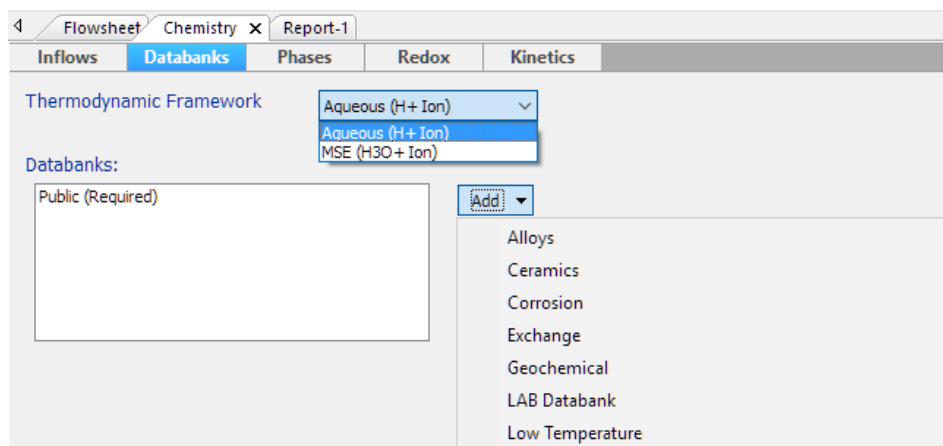 Flowsheet Chemistry Report-1
Inflows Databanks Phases Redox Kinetics
Thermodynamic Framework Aqueous (H+ Ion)
Aqueous (H+ Ion)
MSE (H3O+ Ion)
Databanks:
Public (Required) Add
Alloys
Ceramics
Corrosion
Exchange
Geochemical
LAB Databank
Low Temperature